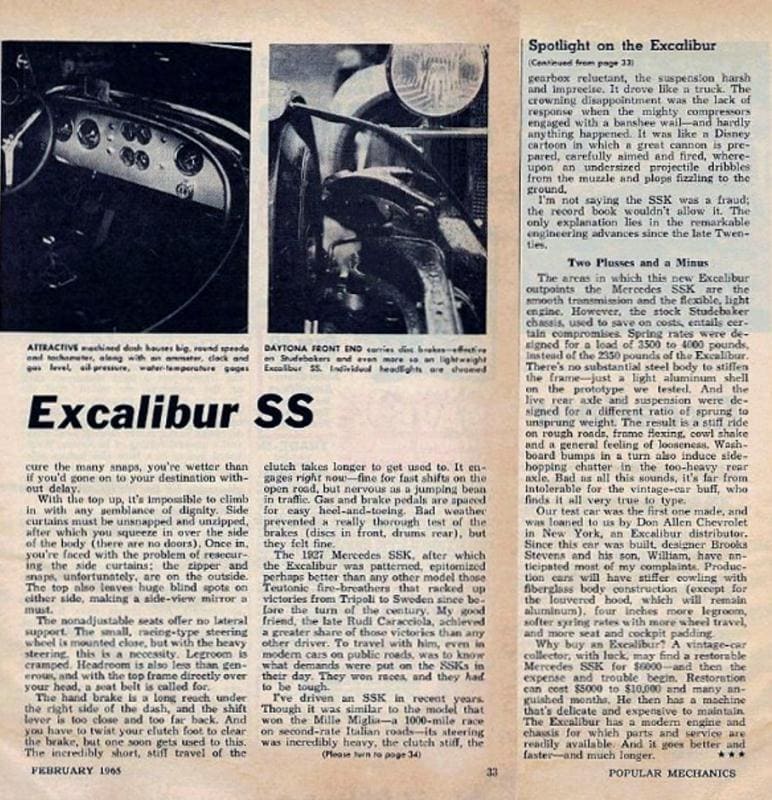 ATTRACTIVE machined dash houses big, round speedo
and tachometer, along with an ammeter, clock and
gas level, oil-pressure, water-temperature gages
DAYTONA FRONT END carries disc brakes—effective
on Studebakers and even more so on lightweight
Excalibur SS. Individual headlights are chromed
Excalibur SS
cure the many snaps, you're wetter than
if you'd gone on to your destination with-
out delay.
With the top up, it's impossible to climb
in with any semblance of dignity. Side
curtains must be unsnapped and unzipped,
after which you squeeze in over the side
of the body (there are no doors). Once in,
you're faced with the problem of resecur-
ing the side curtains; the zipper and
snaps, unfortunately, are on the outside.
The top also leaves huge blind spots on
either side, making a side-view mirror a
must.
The nonadjustable seats offer no lateral
support. The small, racing-type steering
wheel is mounted close, but with the heavy
steering, this is a necessity. Legroom is
cramped. Headroom is also less than gen-
erous, and with the top frame directly over
your head, a seat belt is called for.
The hand brake is a long reach under
the right side of the dash, and the shift
lever is too close and too far back. And
you have to twist your clutch foot to clear
the brake, but one soon gets used to this.
The incredibly short, stiff travel of the
clutch takes longer to get used to. It en-
gages right now—fine for fast shifts on the
open road, but nervous as a jumping bean
in traffic. Gas and brake pedals are spaced
for easy heel-and-toeing. Bad weather
prevented a really thorough test of the
brakes (discs in front, drums rear), but
they felt fine.
The 1927 Mercedes SSK, after which
the Excalibur was patterned, epitomized
perhaps better than any other model those
Teutonic fire-breathers that racked up
victories from Tripoli to Sweden since be-
fore the turn of the century. My good
friend, the late Rudi Caracciola, achieved
a greater share of those victories than any
other driver. To travel with him, even in
modern cars on public roads, was to know
what demands were put on the SSKs in
their day. They won races, and they had
to be tough.
I've driven an SSK in recent years.
Though it was similar to the model that
won the Mille Miglia—a 1000-mile race
on second-rate Italian roads—its steering
was incredibly heavy, the clutch stiff, the
(Please turn to page 34)
FEBRUARY 1965
33
Spotlight on the Excalibur
(Continued from page 33)
gearbox reluctant, the suspension harsh
and imprecise. It drove like a truck. The
crowning disappointment was the lack of
response when the mighty compressors
engaged with a banshee wail—and hardly
anything happened. It was like a Disney
cartoon in which a great cannon is pre-
pared, carefully aimed and fired, where-
upon an undersized projectile dribbles
from the muzzle and plops fizzling to the
ground.
I'm not saying the SSK was a fraud;
the record book wouldn't allow it. The
only explanation lies in the remarkable
engineering advances since the late Twen-
ties.
Two Plusses and a Minus
The areas in which this new Excalibur
outpoints the Mercedes SSK are the
smooth transmission and the flexible, light
engine. However, the stock Studebaker
chassis, used to save on costs, entails cer-
tain compromises. Spring rates were de-
signed for a load of 3500 to 4000 pounds,
instead of the 2350 pounds of the Excalibur.
There's no substantial steel body to stiffen
the frame—just a light aluminum shell
on the prototype we tested. And the
live rear axle and suspension were de-
signed for a different ratio of sprung to
unsprung weight. The result is a stiff ride
on rough roads, frame flexing, cowl shake
and a general feeling of looseness. Wash-
board bumps in a turn also induce side-
hopping chatter in the too-heavy rear
axle. Bad as all this sounds, it's far from
intolerable for the vintage-car buff, who
finds it all very true to type.
Our test car was the first one made, and
was loaned to us by Don Allen Chevrolet
in New York, an Excalibur distributor.
Since this car was built, designer Brooks
Stevens and his son, William, have an-
ticipated most of my complaints. Produc-
tion cars will have stiffer cowling with
fiberglass body construction (except for
the louvered hood, which will remain
aluminum), four inches more legroom,
softer spring rates with more wheel travel,
and more seat and cockpit padding.
Why buy an Excalibur? A vintage-car
collector, with luck, may find a restorable
Mercedes SSK for $6000—and then the
expense and trouble begin. Restoration
can cost $5000 to $10,000 and many an-
guished months. He then has a machine
that's delicate and expensive to maintain.
The Excalibur has a modern engine and
chassis for which parts and service are
readily available. And it goes better and
faster—and much longer. ★★★
POPULAR MECHANICS